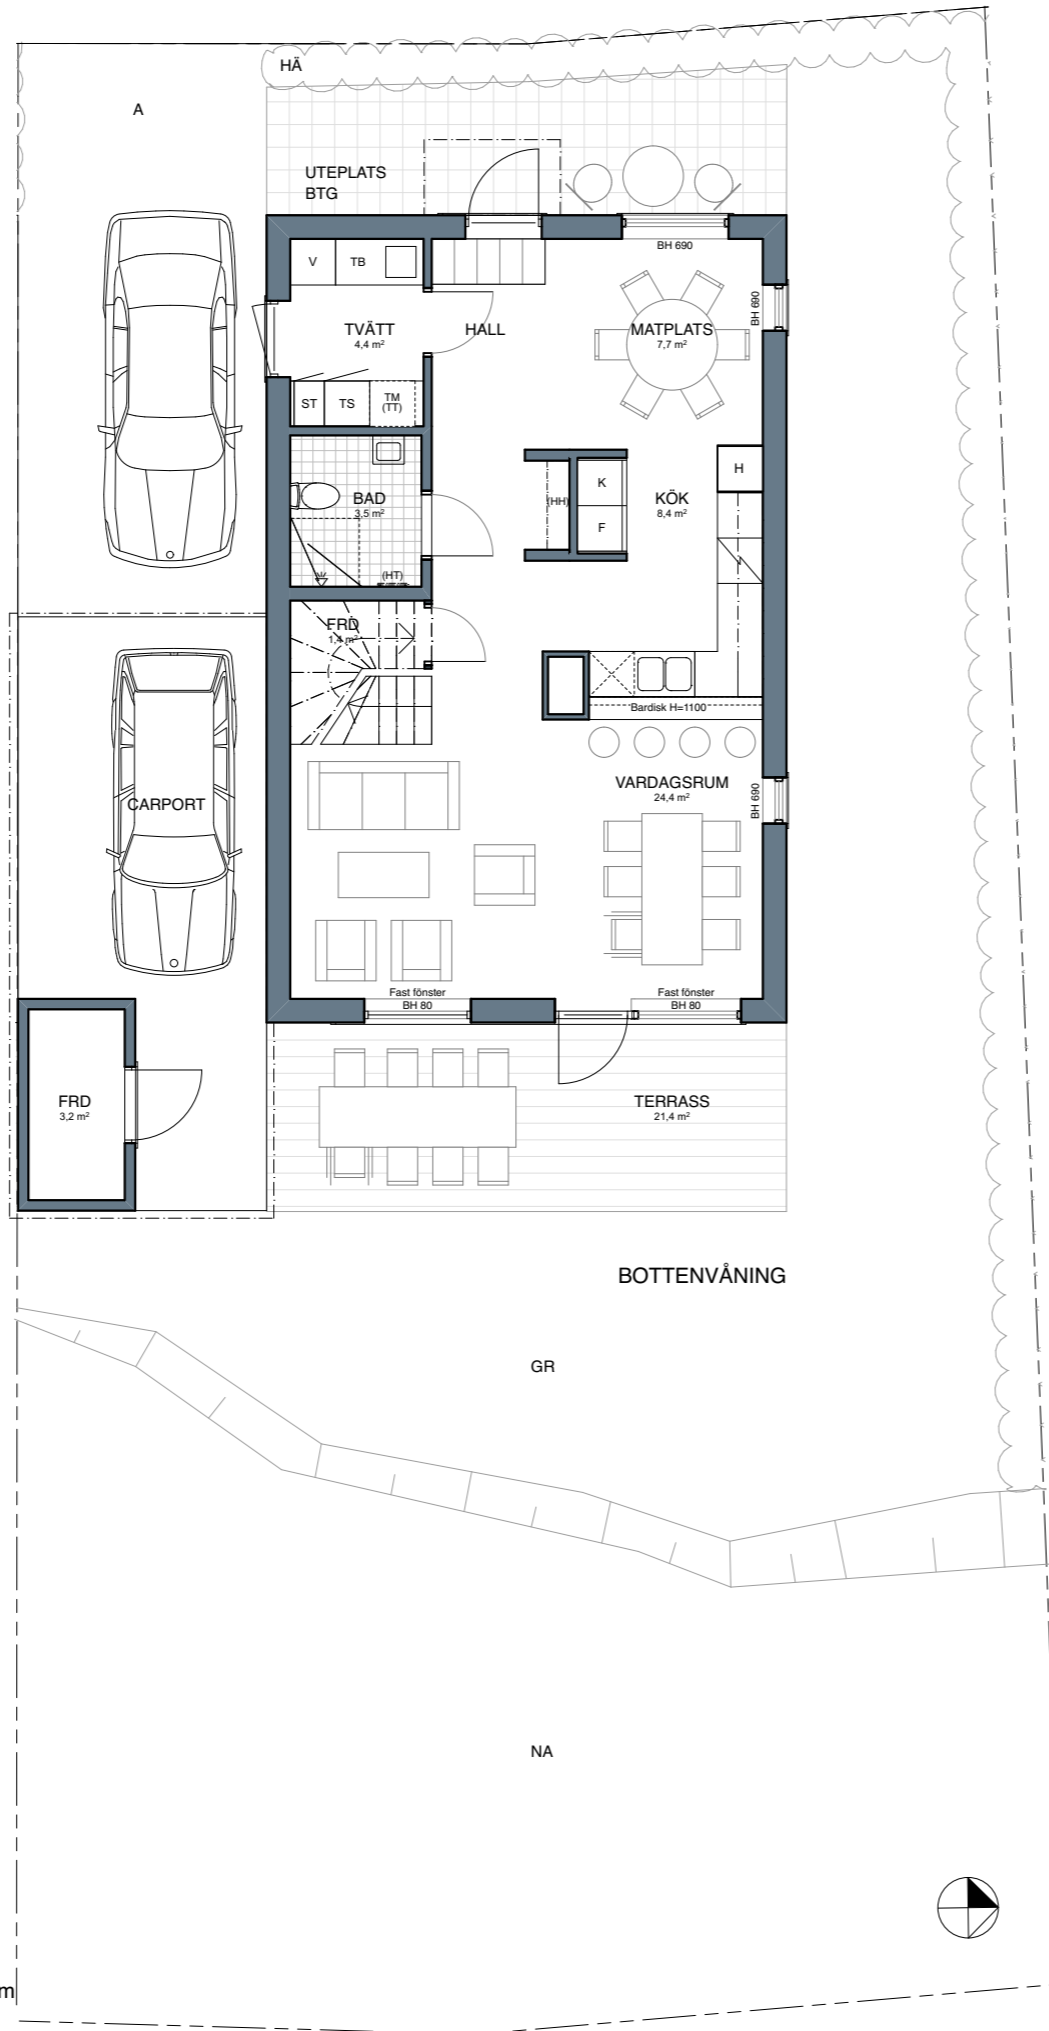 HÄ
A
UTEPLATS
BTG
BH 690
V
TB
BH 690
TVÄTT
4,4 m²
HALL
MATPLATS
7,7 m²
ST
TS
TM
(TT)
H
BAD
3,5 m²
(HH)
K
KÖK
8,4 m²
F
(HT)
FRD
1,4 m²
Bardisk H=1100
VARDAGSRUM
24,4 m²
BH 690
CARPORT
Fast fönster
BH 80
Fast fönster
BH 80
FRD
3,2 m²
TERRASS
21,4 m²
BOTTENVÅNING
GR
NA
m